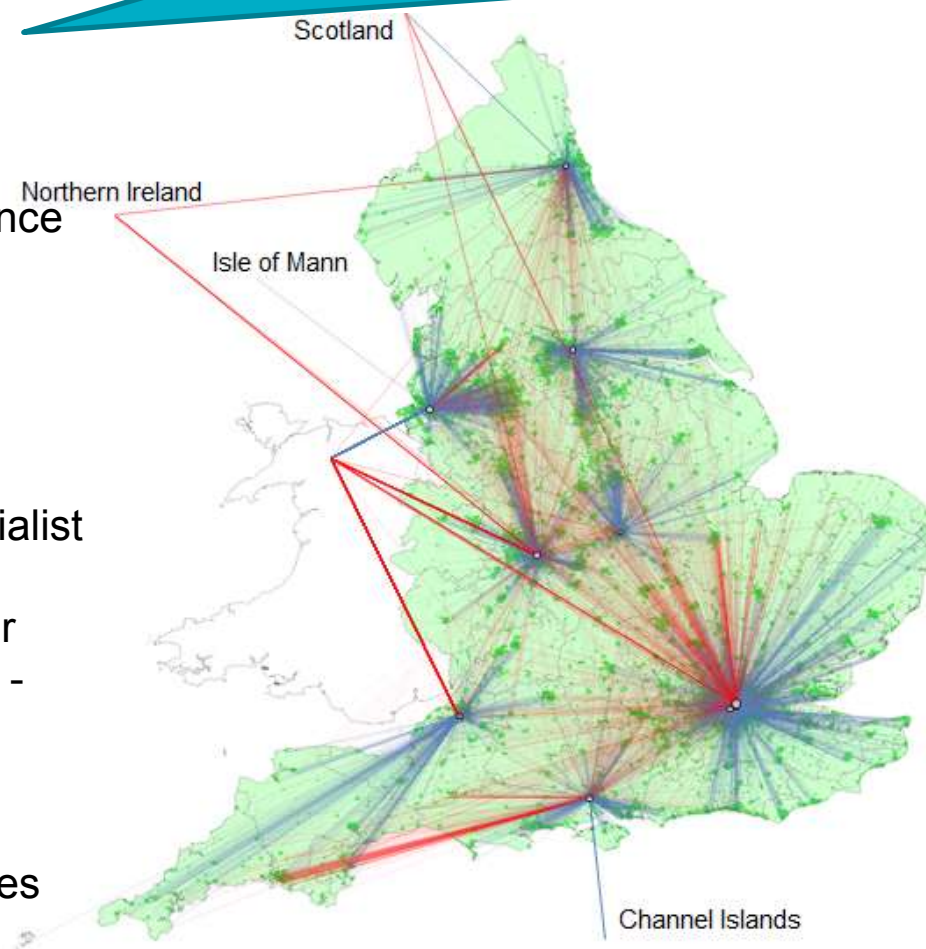 Scotland
Northern Ireland
nce
Isle of Mann
ialist
r
-
es
Channel Islands